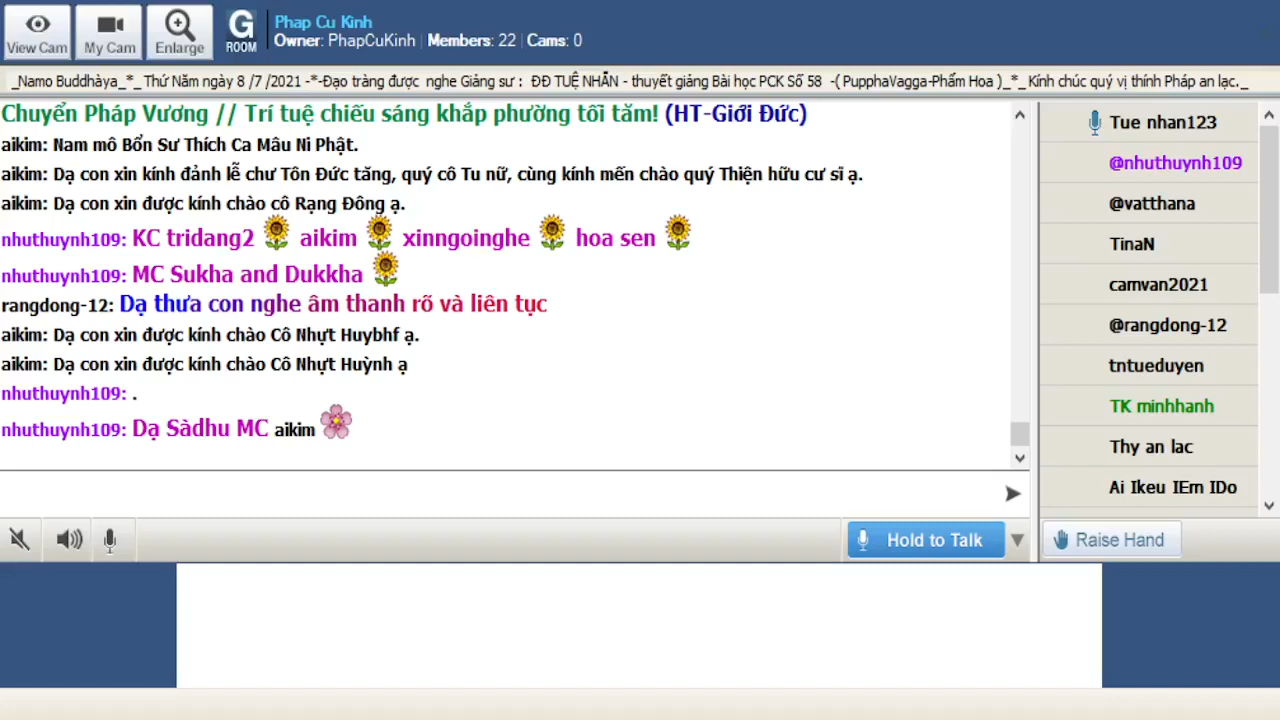 View Cam
My Cam
Enlarge
G
ROOM
Phap Cu Kinh
Owner: PhapCuKinh | Members: 22 | Cams: 0
_Namo Buddhàya_*_ Thứ Năm ngày 8 /7 /2021 -*-Đạo tràng được nghe Giảng sư : ĐĐ TUỆ NHẪN - thuyết giảng Bài học PCK Số 58 -( PupphaVagga-Phẩm Hoa )_*_Kính chúc quý vị thính Pháp an lạc._
Chuyển Pháp Vương // Trí tuệ chiếu sáng khắp phường tối tăm! (HT-Giới Đức)
aikim: Nam mô Bổn Sư Thích Ca Mâu Ni Phật.
aikim: Dạ con xin kính đảnh lễ chư Tôn Đức tăng, quý cô Tu nữ, cùng kính mến chào quý Thiện hữu cư sĩ ạ.
aikim: Dạ con xin được kính chào cô Rạng Đông ạ.
nhuthuynh109: KC tridang2 🌻 aikim 🌻 xinngoinghe 🌻 hoa sen 🌻
nhuthuynh109: MC Sukha and Dukkha 🌻
rangdong-12: Dạ thưa con nghe âm thanh rõ và liên tục
aikim: Dạ con xin được kính chào Cô Nhựt Huybhf ạ.
aikim: Dạ con xin được kính chào Cô Nhựt Huỳnh ạ
nhuthuynh109: .
nhuthuynh109: Dạ Sàdhu MC aikim 🌸
Hold to Talk
Tue nhan123
@nhuthuynh109
@vatthana
TinaN
camvan2021
@rangdong-12
tntueduyen
TK minhhanh
Thy an lac
Ai Ikeu IEm IDo
Raise Hand